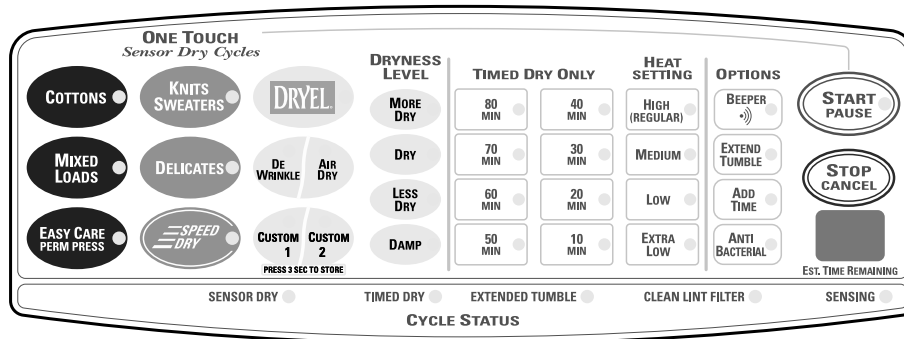 ONE TOUCH
Sensor Dry Cycles
COTTONS
KNITS
SWEATERS
DRYEL®
MIXED
LOADS
DELICATES
DE
WRINKLE
AIR
DRY
EASY CARE
PERM PRESS
SPEED
DRY
CUSTOM
1
CUSTOM
2
PRESS 3 SEC TO STORE
DRYNESS
LEVEL
MORE
DRY
DRY
LESS
DRY
DAMP
TIMED DRY ONLY
80
MIN
40
MIN
70
MIN
30
MIN
60
MIN
20
MIN
50
MIN
10
MIN
HEAT
SETTING
HIGH
(REGULAR)
MEDIUM
LOW
EXTRA
LOW
OPTIONS
BEEPER
EXTEND
TUMBLE
ADD
TIME
ANTI
BACTERIAL
START
PAUSE
STOP
CANCEL
EST. TIME REMAINING
SENSOR DRY
TIMED DRY
EXTENDED TUMBLE
CLEAN LINT FILTER
SENSING
CYCLE STATUS